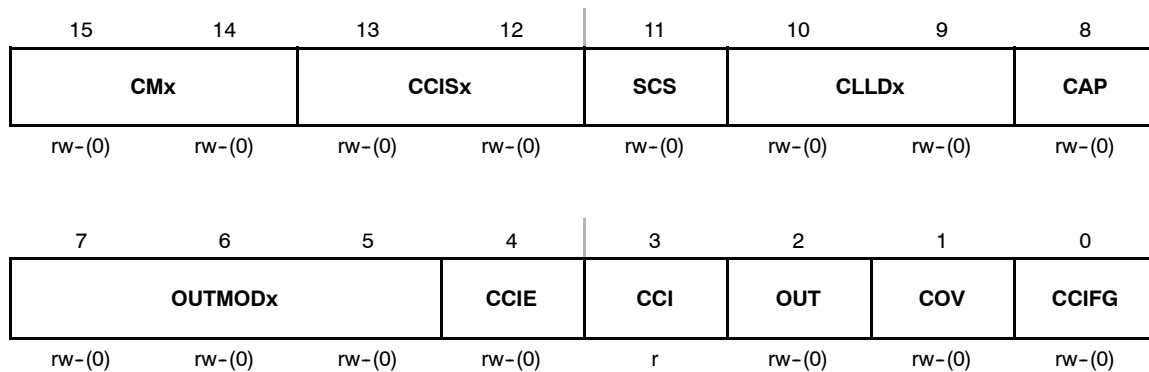 15 14 13 12 11 10 9 8
CMx CCISx SCS CLLDx CAP
rw-(0) rw-(0) rw-(0) rw-(0) rw-(0) rw-(0) rw-(0) rw-(0)
7 6 5 4 3 2 1 0
OUTMODx CCIE CCI OUT COV CCIFG
rw-(0) rw-(0) rw-(0) rw-(0) r rw-(0) rw-(0) rw-(0)